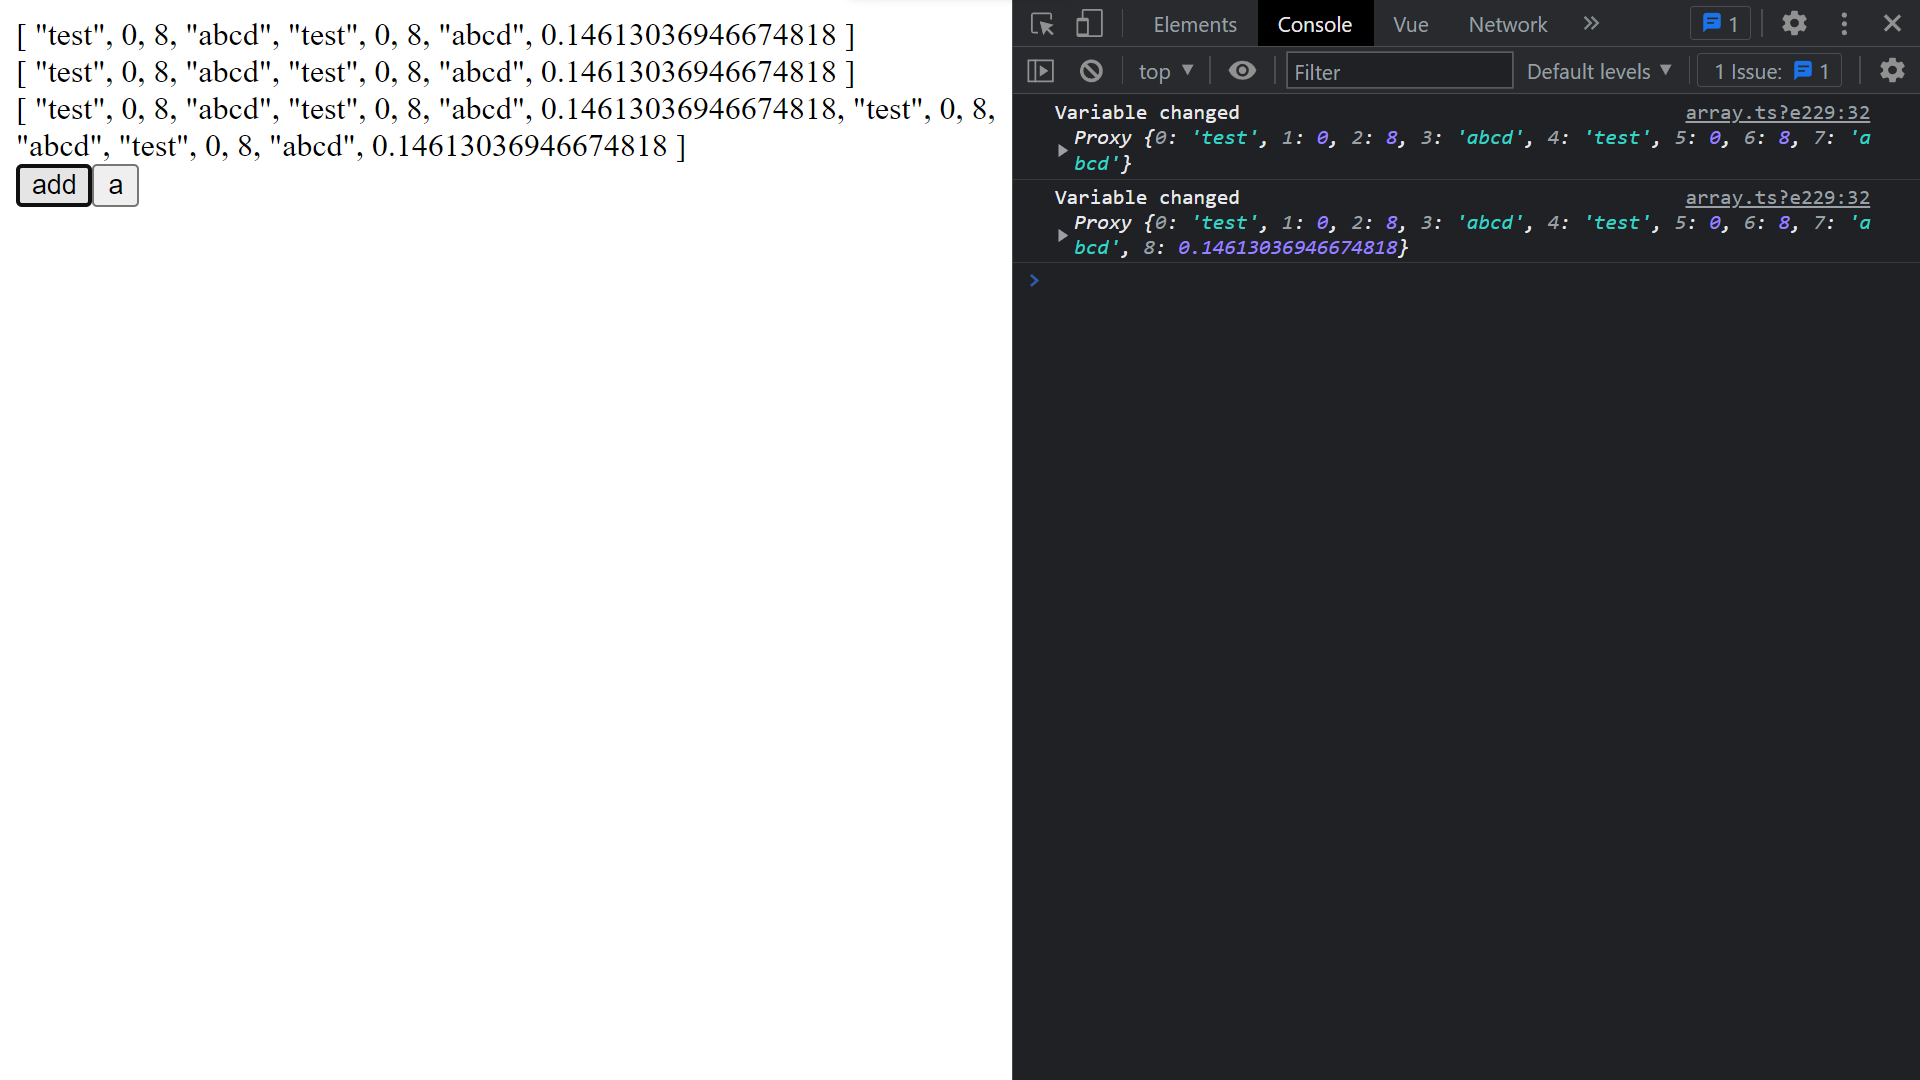 [ "test", 0, 8, "abcd", "test", 0, 8, "abcd", 0.14613036946674818 ]
[ "test", 0, 8, "abcd", "test", 0, 8, "abcd", 0.14613036946674818 ]
[ "test", 0, 8, "abcd", "test", 0, 8, "abcd", 0.14613036946674818, "test", 0, 8,
"abcd", "test", 0, 8, "abcd", 0.14613036946674818 ]
add a
Elements Console Vue Network 1
top Filter Default levels 1 Issue: 1
Variable changed array.ts?e229:32
Proxy {0: 'test', 1: 0, 2: 8, 3: 'abcd', 4: 'test', 5: 0, 6: 8, 7: 'a
bcd'}
Variable changed array.ts?e229:32
Proxy {0: 'test', 1: 0, 2: 8, 3: 'abcd', 4: 'test', 5: 0, 6: 8, 7: 'a
bcd', 8: 0.14613036946674818}